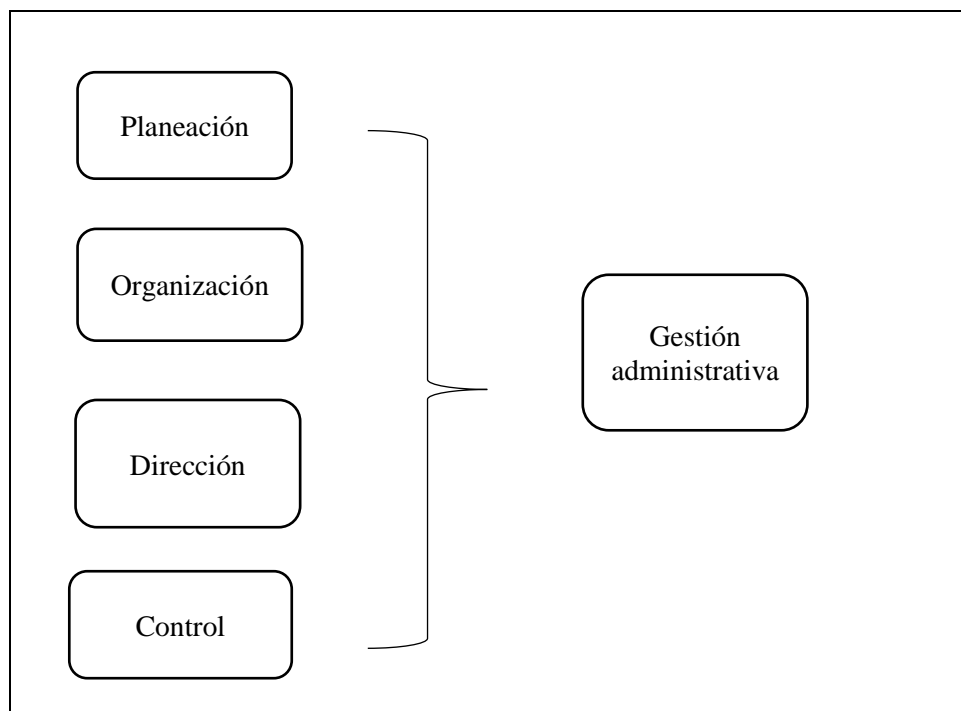 Planeación
Organización
Dirección
Control
Gestión
administrativa